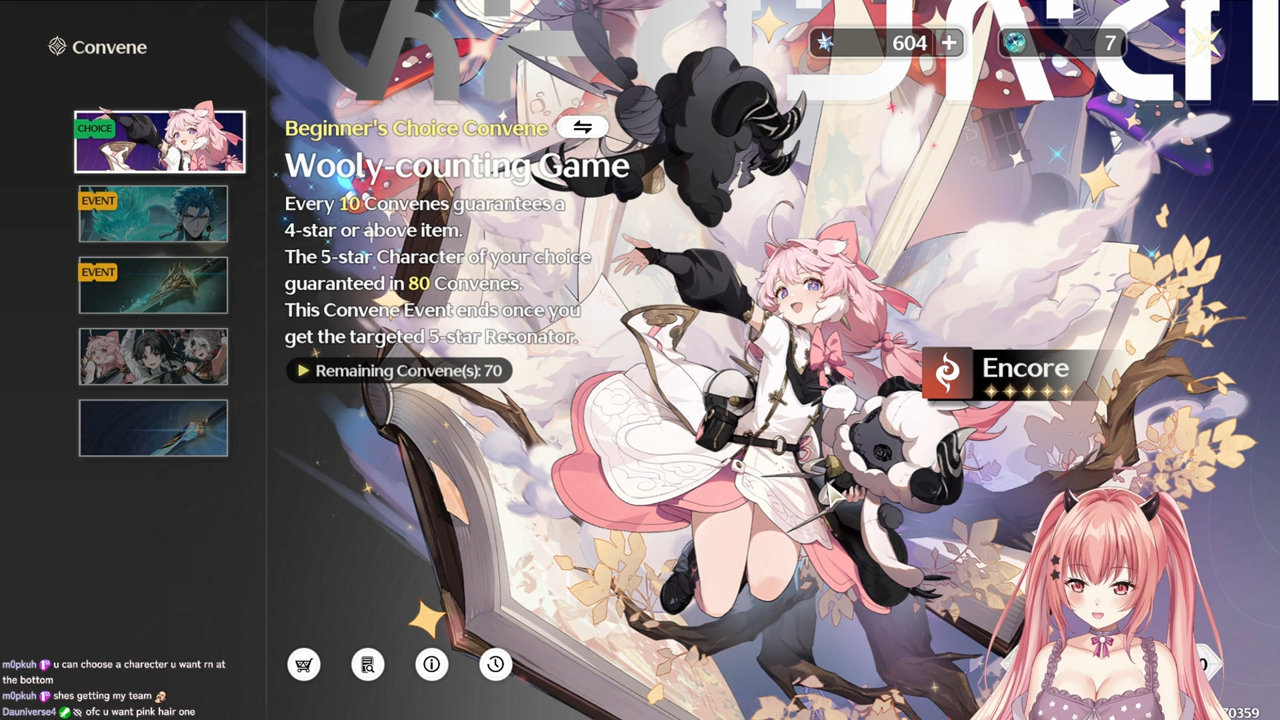 Convene
604
7
CHOICE
EVENT
EVENT
Beginner's Choice Convene
Wooly-counting Game
Every 10 Convenes guarantees a
4-star or above item.
The 5-star Character of your choice
guaranteed in 80 Convenes.
This Convene Event ends once you
get the targeted 5-star Resonator.
Remaining Convene(s): 70
Encore
m0pkuh u can choose a charecter u want rn at
the bottom
m0pkuh shes getting my team
Dauniverse4 ofc u want pink hair one
70359